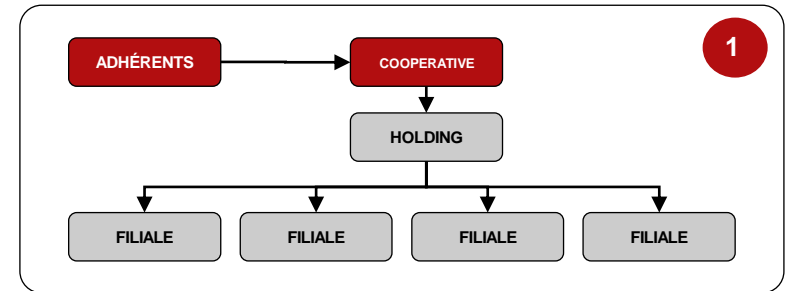 1
ADHÉRENTS
COOPERATIVE
HOLDING
FILIALE
FILIALE
FILIALE
FILIALE